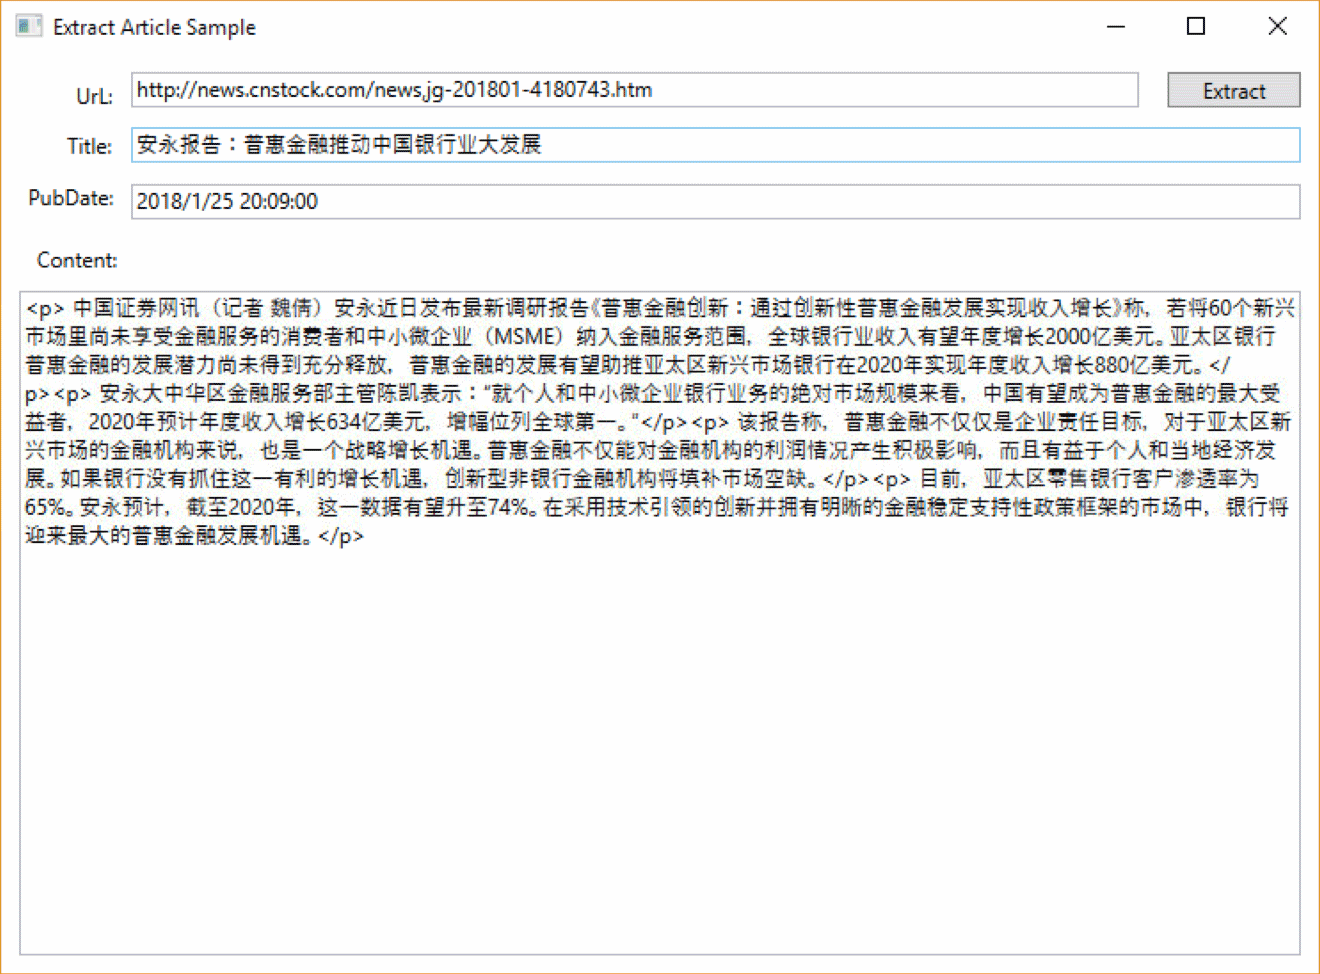 Extract Article Sample
UrL: http://news.cnstock.com/news,jg-201801-4180743.htm Extract
Title: 安永报告：普惠金融推动中国银行业大发展
PubDate: 2018/1/25 20:09:00
Content:
<p> 中国证券网讯（记者 魏倩）安永近日发布最新调研报告《普惠金融创新：通过创新性普惠金融发展实现收入增长》称，若将60个新兴
市场里尚未享受金融服务的消费者和中小微企业（MSME）纳入金融服务范围，全球银行业收入有望年度增长2000亿美元。亚太区银行
普惠金融的发展潜力尚未得到充分释放，普惠金融的发展有望助推亚太区新兴市场银行在2020年实现年度收入增长880亿美元。</
p><p> 安永大中华区金融服务部主管陈凯表示：“就个人和中小微企业银行业务的绝对市场规模来看，中国有望成为普惠金融的最大受
益者，2020年预计年度收入增长634亿美元，增幅位列全球第一。”</p><p> 该报告称，普惠金融不仅仅是企业责任目标，对于亚太区新
兴市场的金融机构来说，也是一个战略增长机遇。普惠金融不仅能对金融机构的利润情况产生积极影响，而且有益于个人和当地经济发
展。如果银行没有抓住这一有利的增长机遇，创新型非银行金融机构将填补市场空缺。</p><p> 目前，亚太区零售银行客户渗透率为
65%。安永预计，截至2020年，这一数据有望升至74%。在采用技术引领的创新并拥有明晰的金融稳定支持性政策框架的市场中，银行将
迎来最大的普惠金融发展机遇。</p>